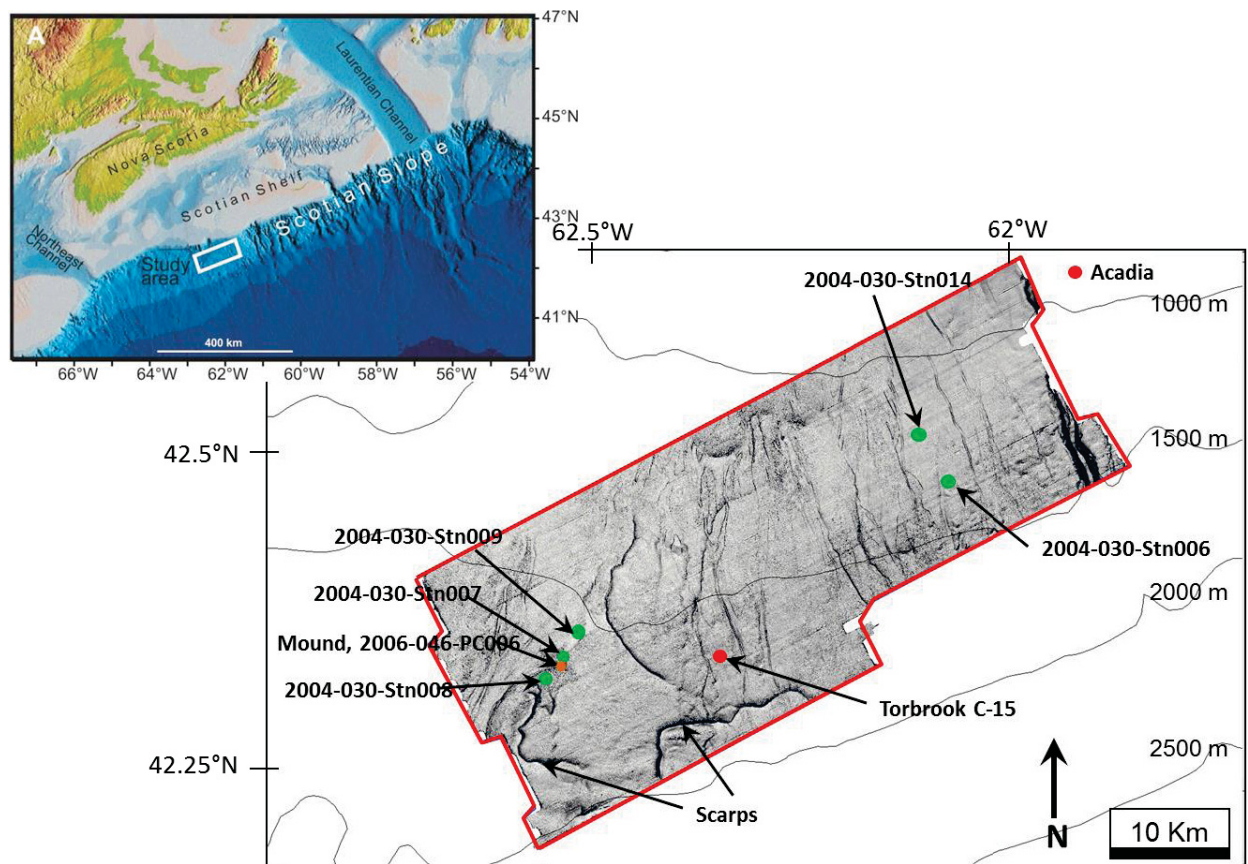 A
47°N
Laurentian Channel
45°N
Nova Scotia
Scotian Shelf
Scotian Slope
43°N
Northeast
Channel
Study
area
41°N
400 km
66°W
64°W
62°W
60°W
58°W
56°W
54°W
62.5°W
62°W
Acadia
2004-030-Stn014
1000 m
42.5°N
1500 m
2004-030-Stn009
2004-030-Stn006
2004-030-Stn007
2000 m
Mound, 2006-046-PC006
2004-030-Stn008
Torbrook C-15
2500 m
42.25°N
Scarps
N
10 Km